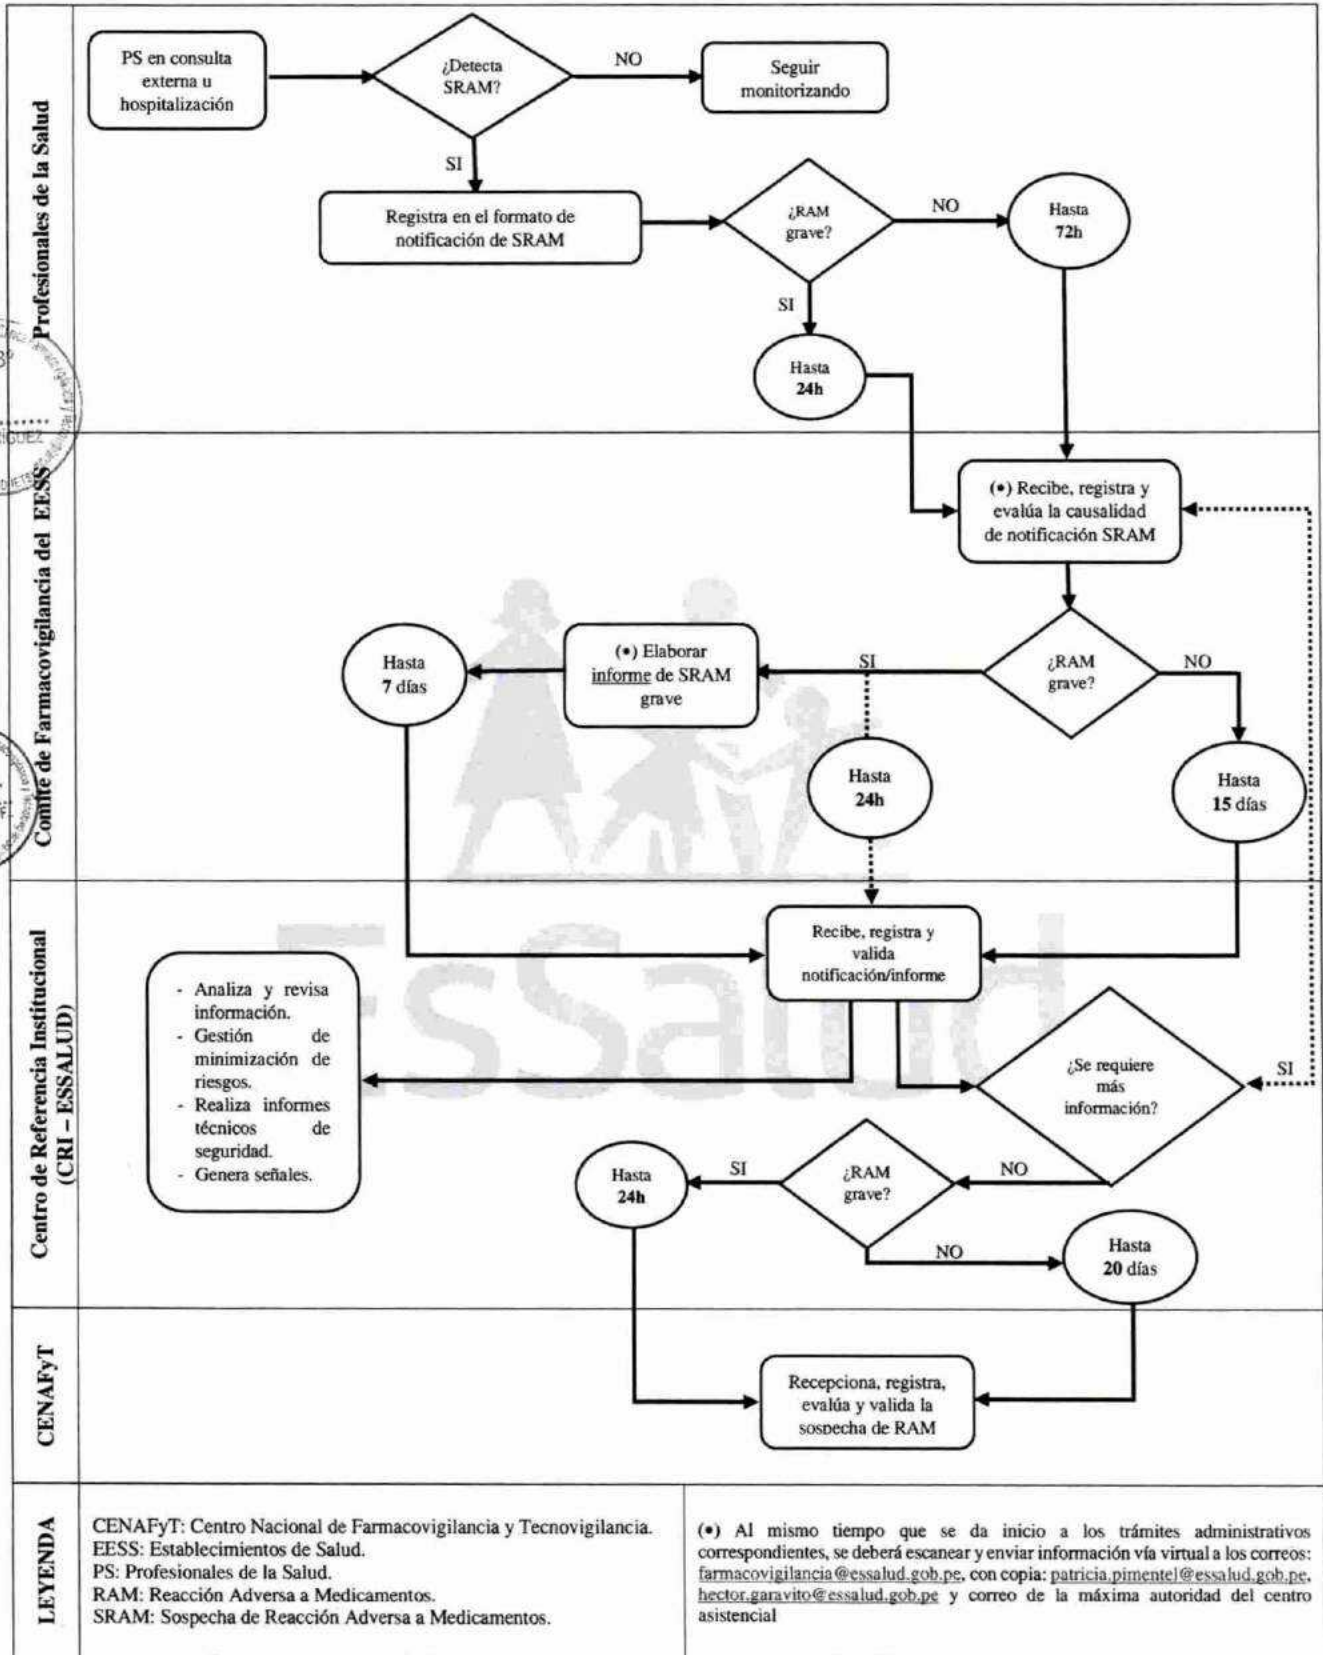 Profesionales de la Salud
PS en consulta
externa u
hospitalización
¿Detecta
SRAM?
NO
Seguir
monitorizando
SI
Registra en el formato de
notificación de SRAM
¿RAM
grave?
NO
Hasta
72h
SI
Hasta
24h
Comité de Farmacovigilancia del EESS
(•) Recibe, registra y
evalúa la causalidad
de notificación SRAM
¿RAM
grave?
SI
NO
(•) Elaborar
informe de SRAM
grave
Hasta
7 días
Hasta
24h
Hasta
15 días
EsSalud
Centro de Referencia Institucional
(CRI – ESSALUD)
Recibe, registra y
valida
notificación/informe
- Analiza y revisa
información.
- Gestión de
minimización de
riesgos.
- Realiza informes
técnicos de
seguridad.
- Genera señales.
¿Se requiere
más
información?
SI
NO
¿RAM
grave?
SI
Hasta
24h
NO
Hasta
20 días
CENAFyT
Recepciona, registra,
evalúa y valida la
sospecha de RAM
LEYENDA
CENAFyT: Centro Nacional de Farmacovigilancia y Tecnovigilancia.
EESS: Establecimientos de Salud.
PS: Profesionales de la Salud.
RAM: Reacción Adversa a Medicamentos.
SRAM: Sospecha de Reacción Adversa a Medicamentos.
(•) Al mismo tiempo que se da inicio a los trámites administrativos
correspondientes, se deberá escanear y enviar información vía virtual a los correos:
farmacovigilancia@essalud.gob.pe, con copia: patricia.pimentel@essalud.gob.pe,
hector.garavito@essalud.gob.pe y correo de la máxima autoridad del centro
asistencial